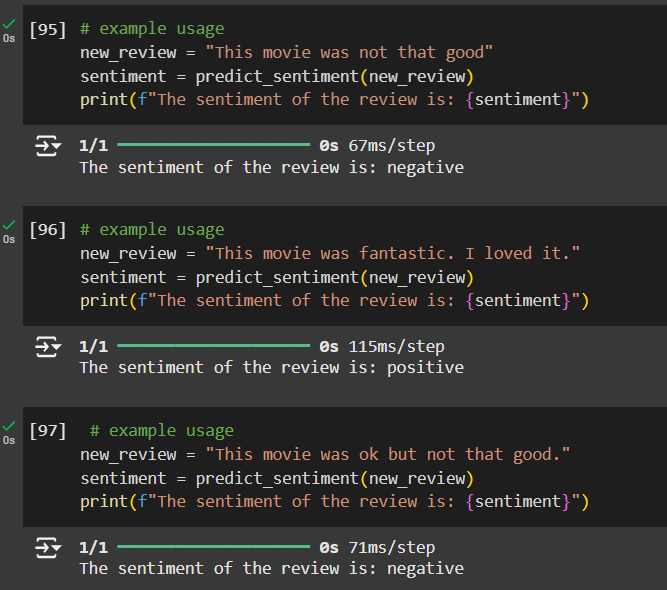 [95] # example usage
new_review = "This movie was not that good"
sentiment = predict_sentiment(new_review)
print(f"The sentiment of the review is: {sentiment}")
0s
1/1 ━━━━━━━━━━━━━━━━━━━━ 0s 67ms/step
The sentiment of the review is: negative
[96] # example usage
new_review = "This movie was fantastic. I loved it."
sentiment = predict_sentiment(new_review)
print(f"The sentiment of the review is: {sentiment}")
0s
1/1 ━━━━━━━━━━━━━━━━━━━━ 0s 115ms/step
The sentiment of the review is: positive
[97]  # example usage
new_review = "This movie was ok but not that good."
sentiment = predict_sentiment(new_review)
print(f"The sentiment of the review is: {sentiment}")
0s
1/1 ━━━━━━━━━━━━━━━━━━━━ 0s 71ms/step
The sentiment of the review is: negative